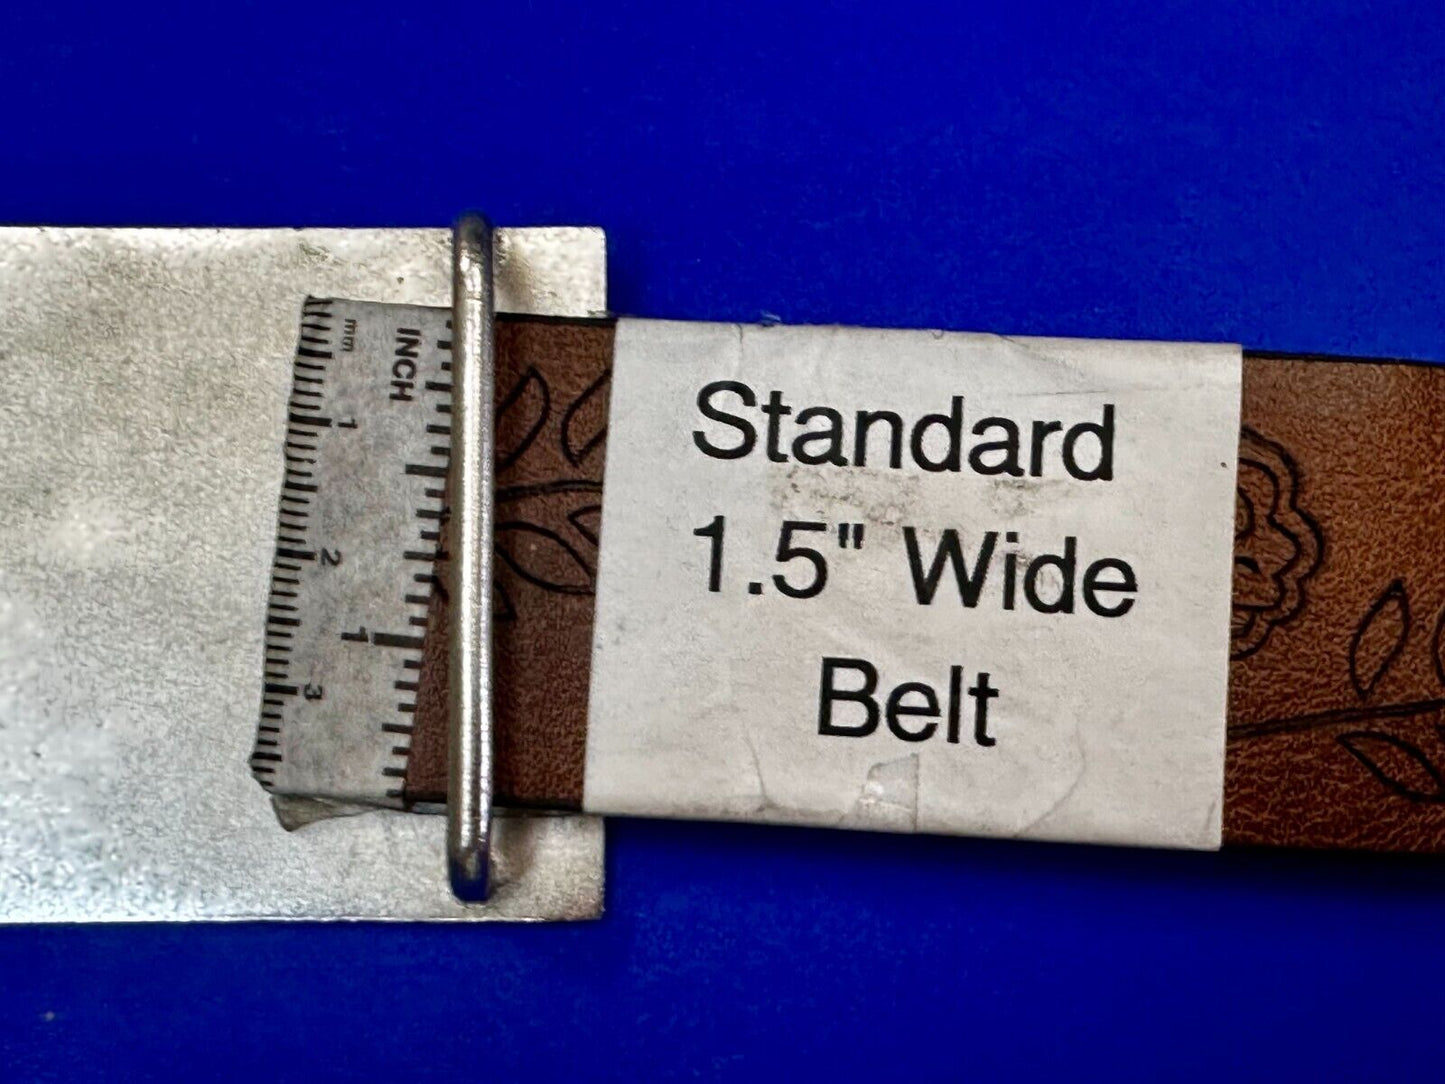 mm
INCH
1
2
3
1
Standard
1.5" Wide
Belt